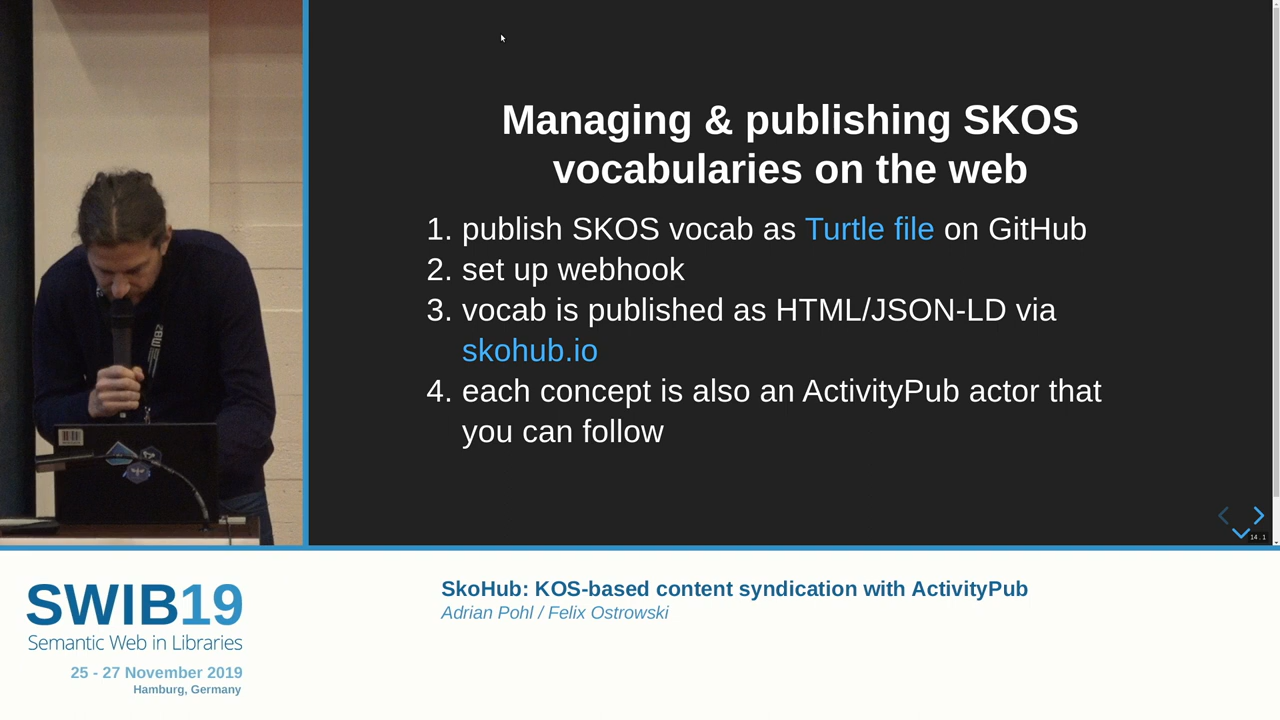 Managing & publishing SKOS
vocabularies on the web
1. publish SKOS vocab as Turtle file on GitHub
2. set up webhook
3. vocab is published as HTML/JSON-LD via
skohub.io
4. each concept is also an ActivityPub actor that
you can follow
14.1
zbw
SWIB19
Semantic Web in Libraries
25 - 27 November 2019
Hamburg, Germany
SkoHub: KOS-based content syndication with ActivityPub
Adrian Pohl / Felix Ostrowski